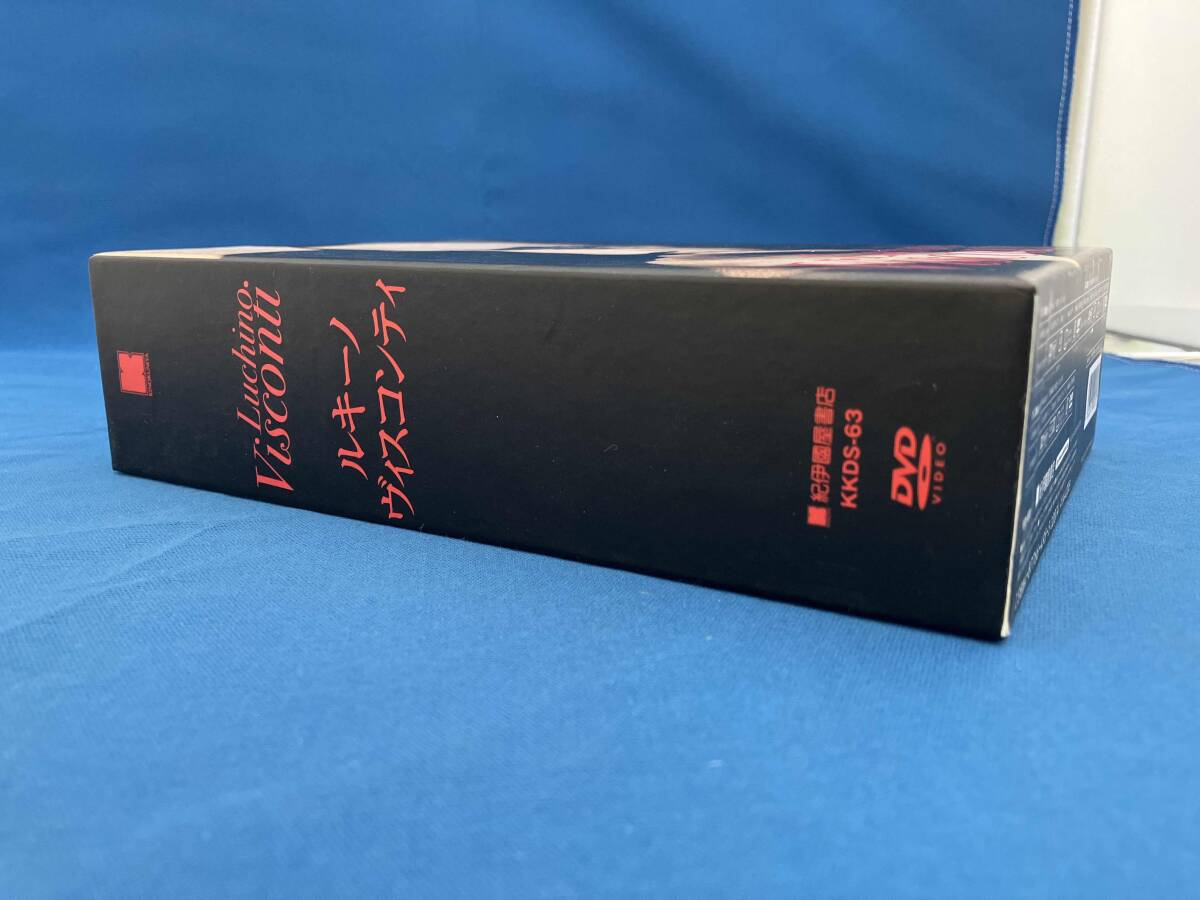 Luchino.
Visconti
ルキーノ
ヴィスコンティ
紀伊國屋書店
KKDS-63
DVD
VIDEO